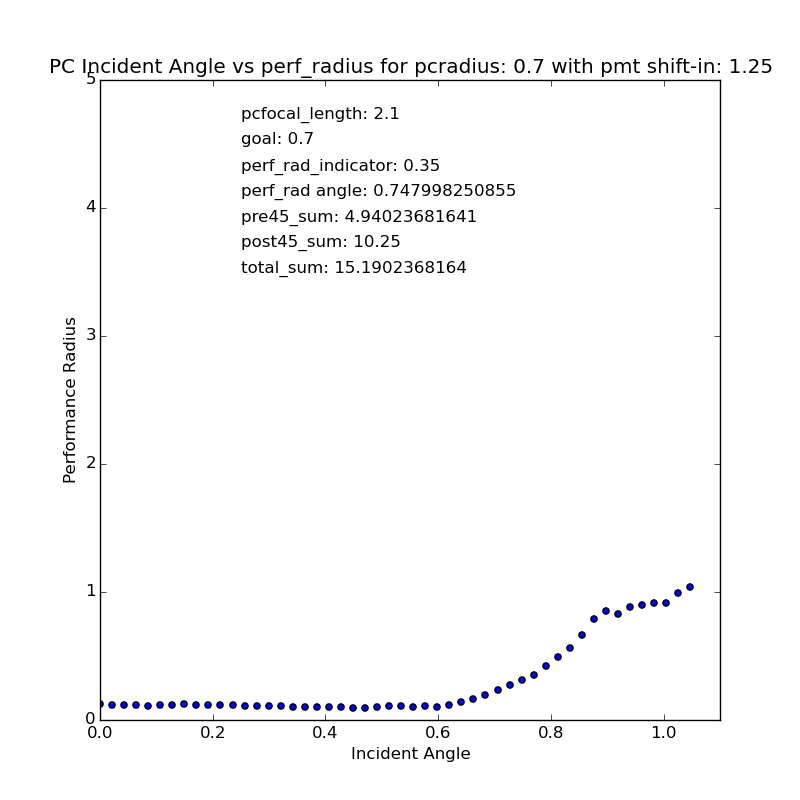 PC Incident Angle vs perf_radius for pcradius: 0.7 with pmt shift-in: 1.25
5
pcfocal_length: 2.1
goal: 0.7
perf_rad_indicator: 0.35
perf_rad angle: 0.747998250855
4
pre45_sum: 4.94023681641
post45_sum: 10.25
total_sum: 15.1902368164
3
Performance Radius
2
1
0
0.0 0.2 0.4 0.6 0.8 1.0
Incident Angle